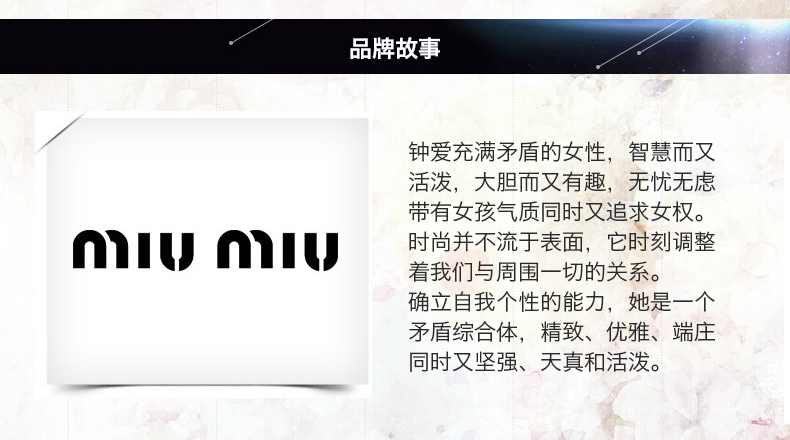 品牌故事
miu miu
钟爱充满矛盾的女性，智慧而又
活泼，大胆而又有趣，无忧无虑
带有女孩气质同时又追求女权。
时尚并不流于表面，它时刻调整
着我们与周围一切的关系。
确立自我个性的能力，她是一个
矛盾综合体，精致、优雅、端庄
同时又坚强、天真和活泼。